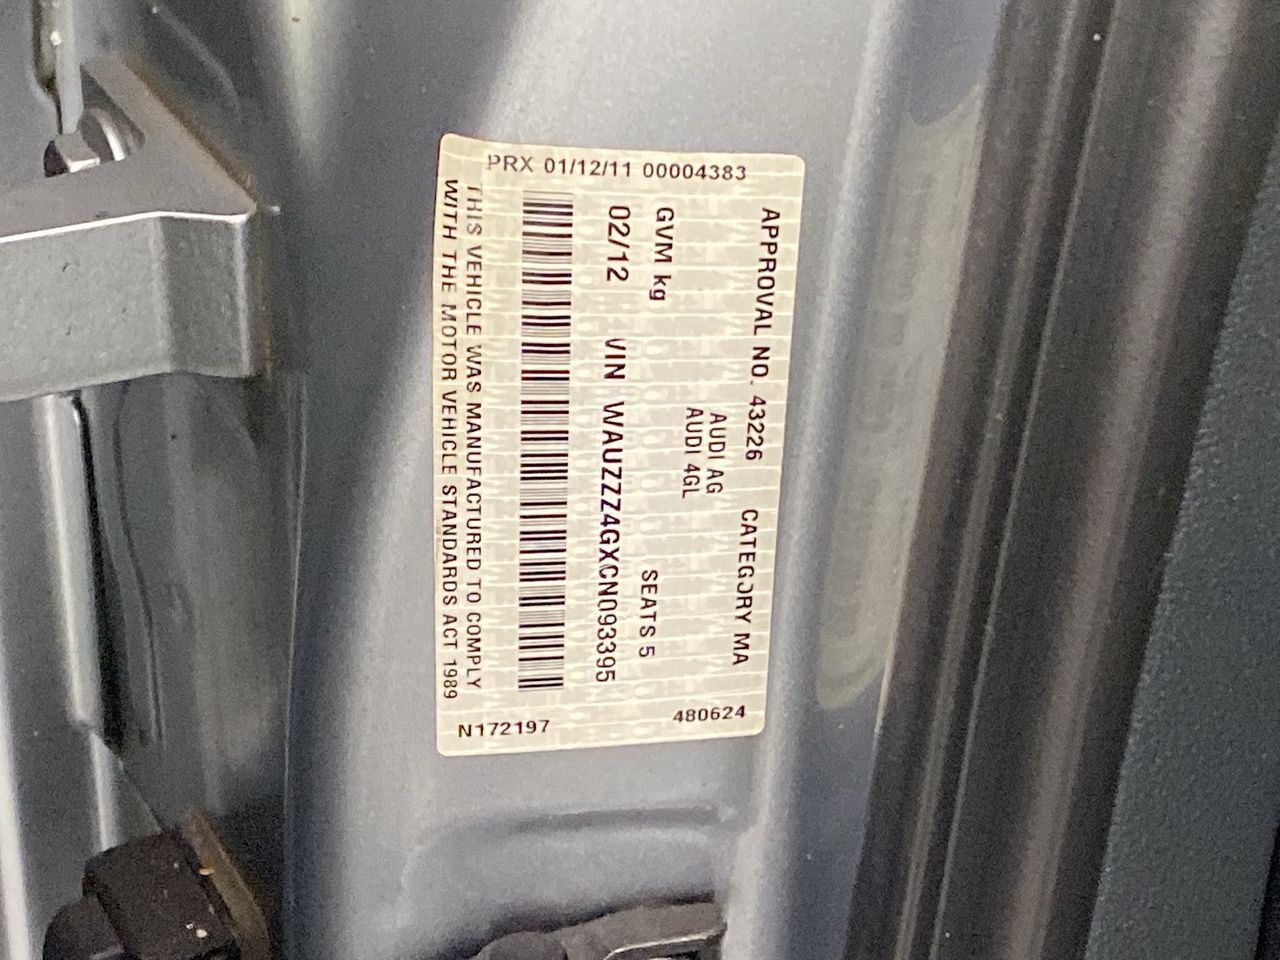 PRX 01/12/11 00004383
APPROVAL NO. 43226 CATEGORY MA
AUDI AG
AUDI 4GL
GVM kg SEATS 5
02/12 VIN WAUZZZ4GXCN093395
THIS VEHICLE WAS MANUFACTURED TO COMPLY
WITH THE MOTOR VEHICLE STANDARDS ACT 1989
N172197 480624